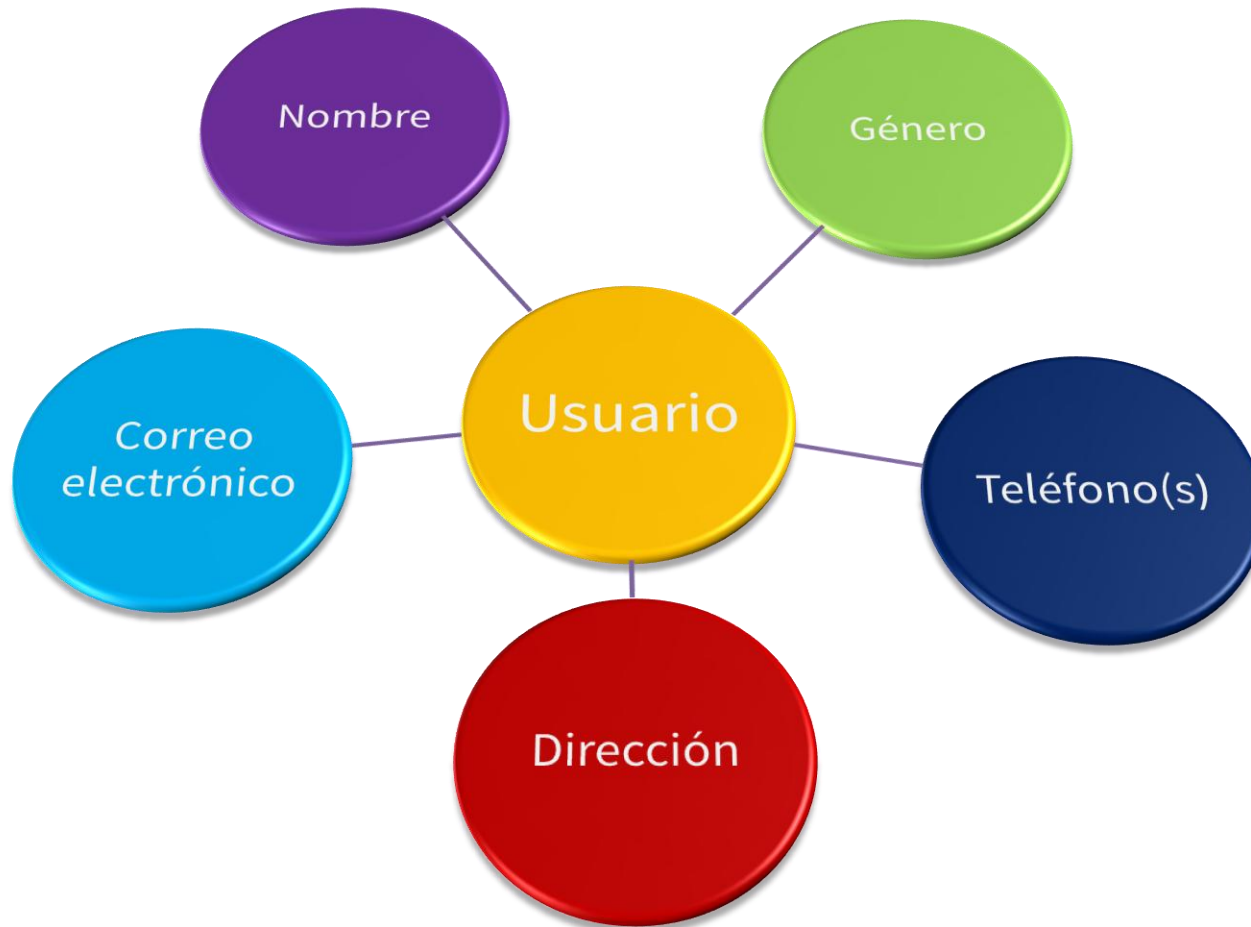 Nombre
Género
Usuario
Correo
electrónico
Teléfono(s)
Dirección